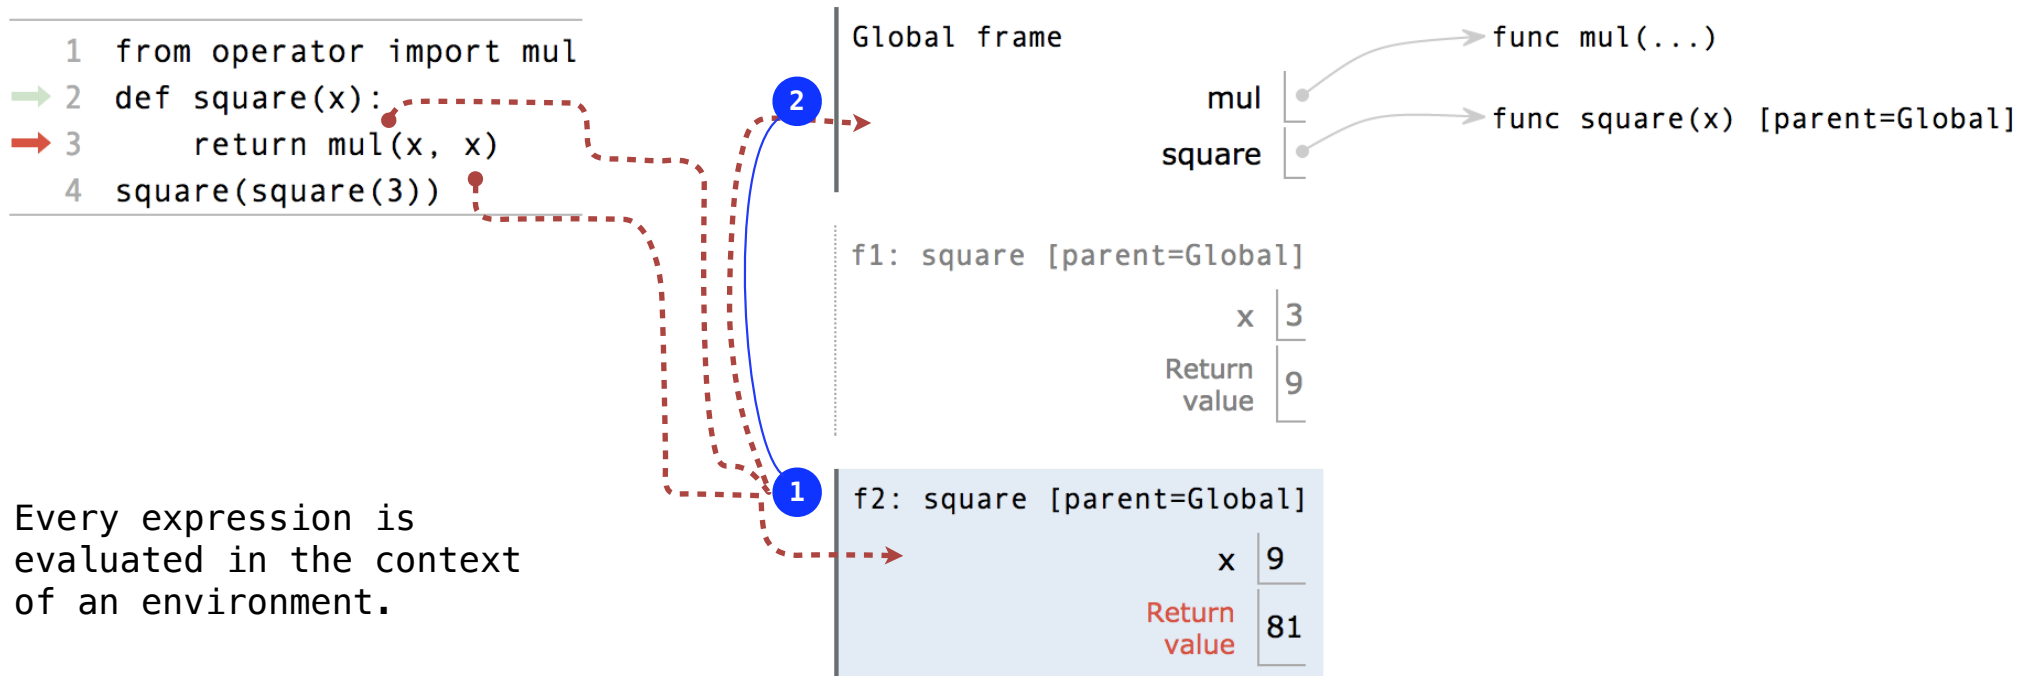 1 from operator import mul
2 def square(x):
3 return mul(x, x)
4 square(square(3))
Every expression is
evaluated in the context
of an environment.
2
1
Global frame
mul
square
func mul(...)
func square(x) [parent=Global]
f1: square [parent=Global]
x 3
Return
value 9
f2: square [parent=Global]
x 9
Return
value 81